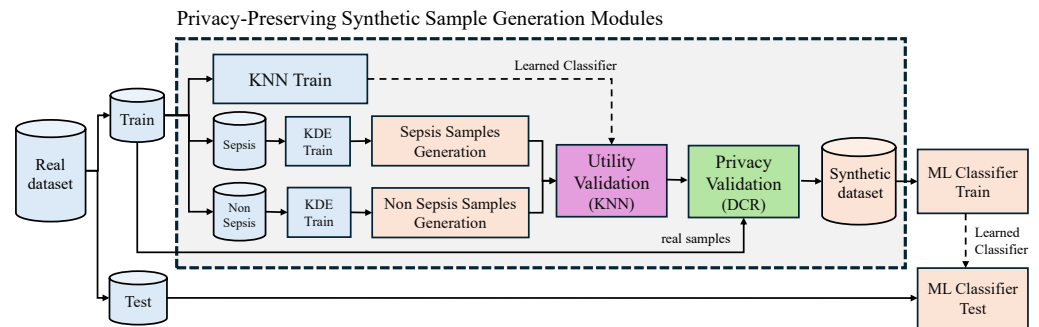 Privacy-Preserving Synthetic Sample Generation Modules
KNN Train
Learned Classifier
Train
Real
dataset
Sepsis
KDE
Train
Sepsis Samples
Generation
Non
Sepsis
KDE
Train
Non Sepsis Samples
Generation
Utility
Validation
(KNN)
Privacy
Validation
(DCR)
real samples
Synthetic
dataset
ML Classifier
Train
Learned
Classifier
Test
ML Classifier
Test